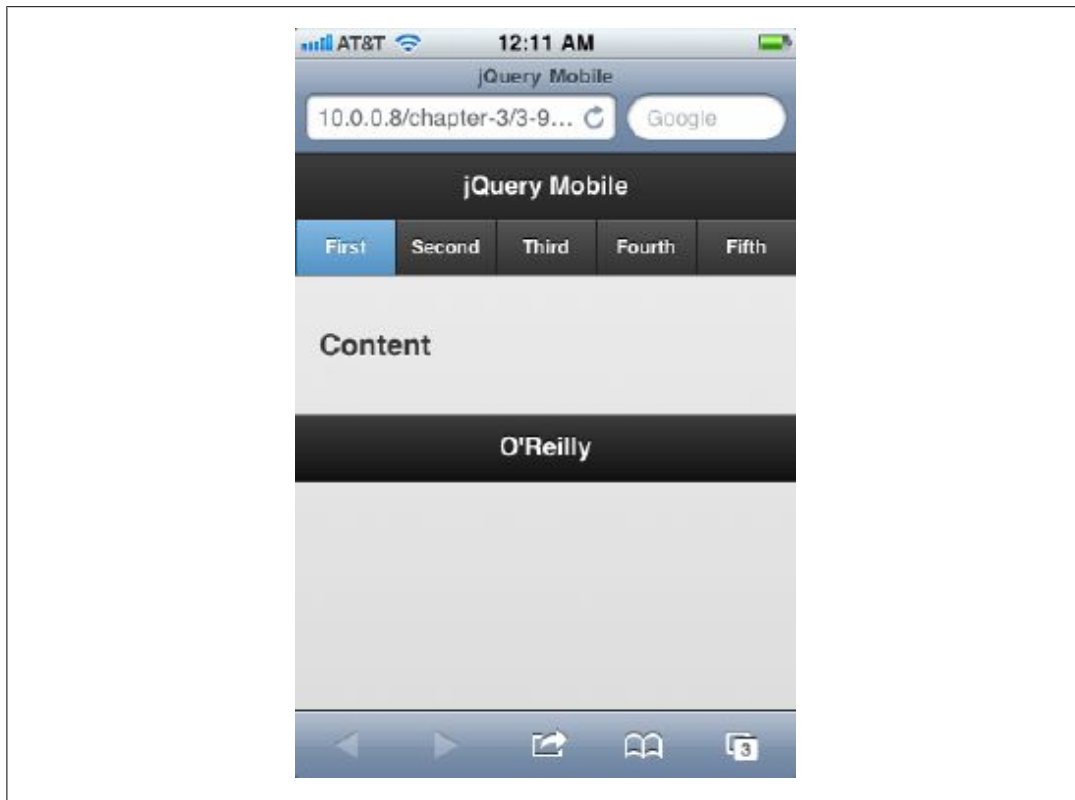 AT&T 12:11 AM
jQuery Mobile
10.0.0.8/chapter-3/3-9... Google
jQuery Mobile
First Second Third Fourth Fifth
Content
O'Reilly
3